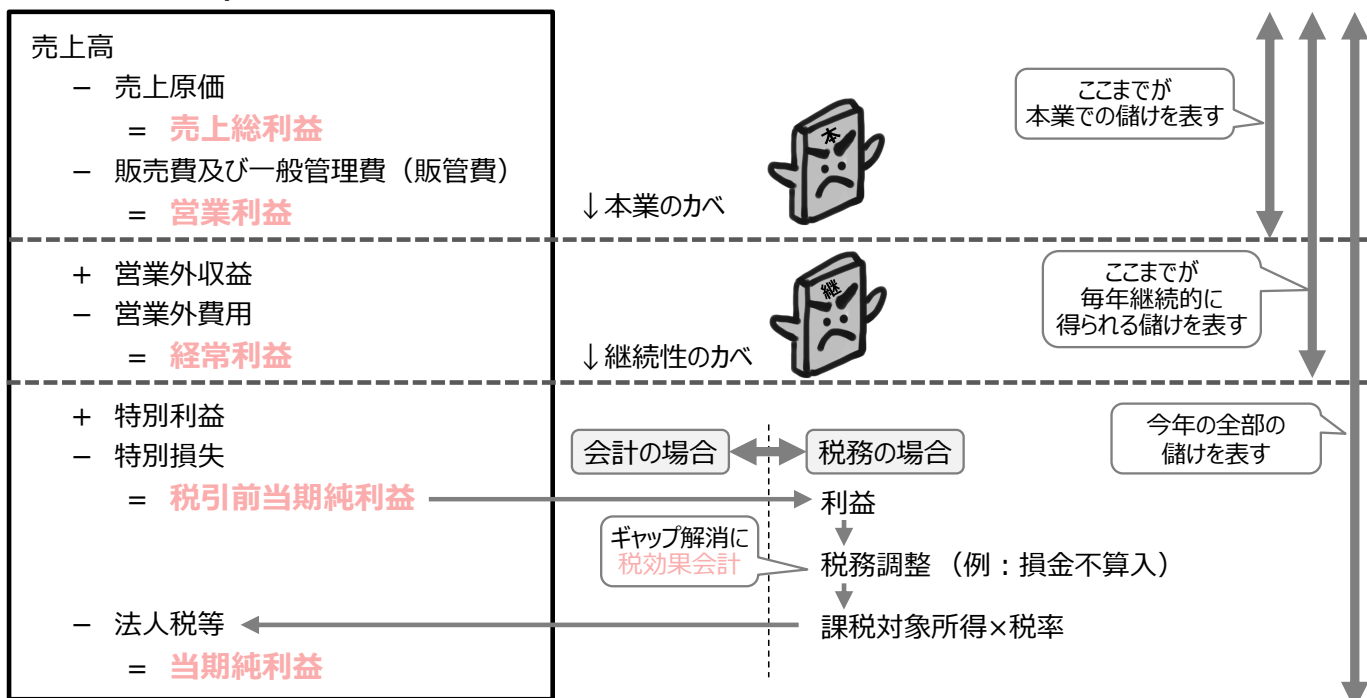 売上高
− 売上原価
= 売上総利益
− 販売費及び一般管理費（販管費）
= 営業利益
↓本業のカベ
本
ここまでが
本業での儲けを表す
+ 営業外収益
− 営業外費用
= 経常利益
↓継続性のカベ
継
ここまでが
毎年継続的に
得られる儲けを表す
+ 特別利益
− 特別損失
= 税引前当期純利益
会計の場合
税務の場合
今年の全部の
儲けを表す
利益
ギャップ解消に
税効果会計
税務調整（例：損金不算入）
課税対象所得×税率
− 法人税等
= 当期純利益